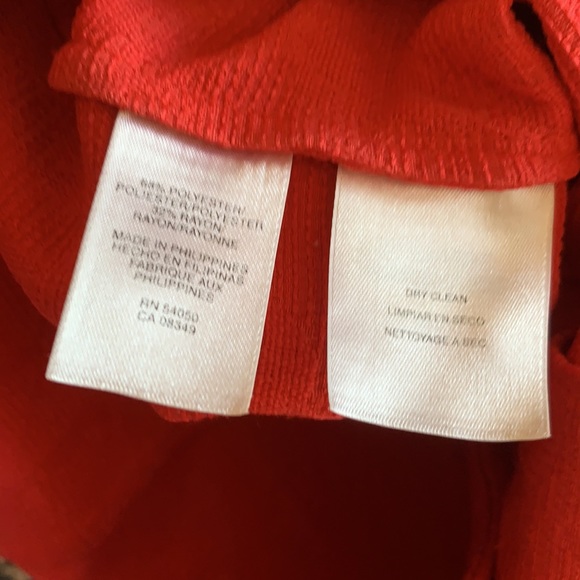 68% POLYESTER/
POLIESTER/POLYESTER
32% RAYON/
RAYON/RAYONNE
MADE IN PHILIPPINES
HECHO EN FILIPINAS
FABRIQUE AUX
PHILIPPINES
RN 54050
CA 08349
DRY CLEAN
LIMPIAR EN SECO
NETTOYAGE A SEC